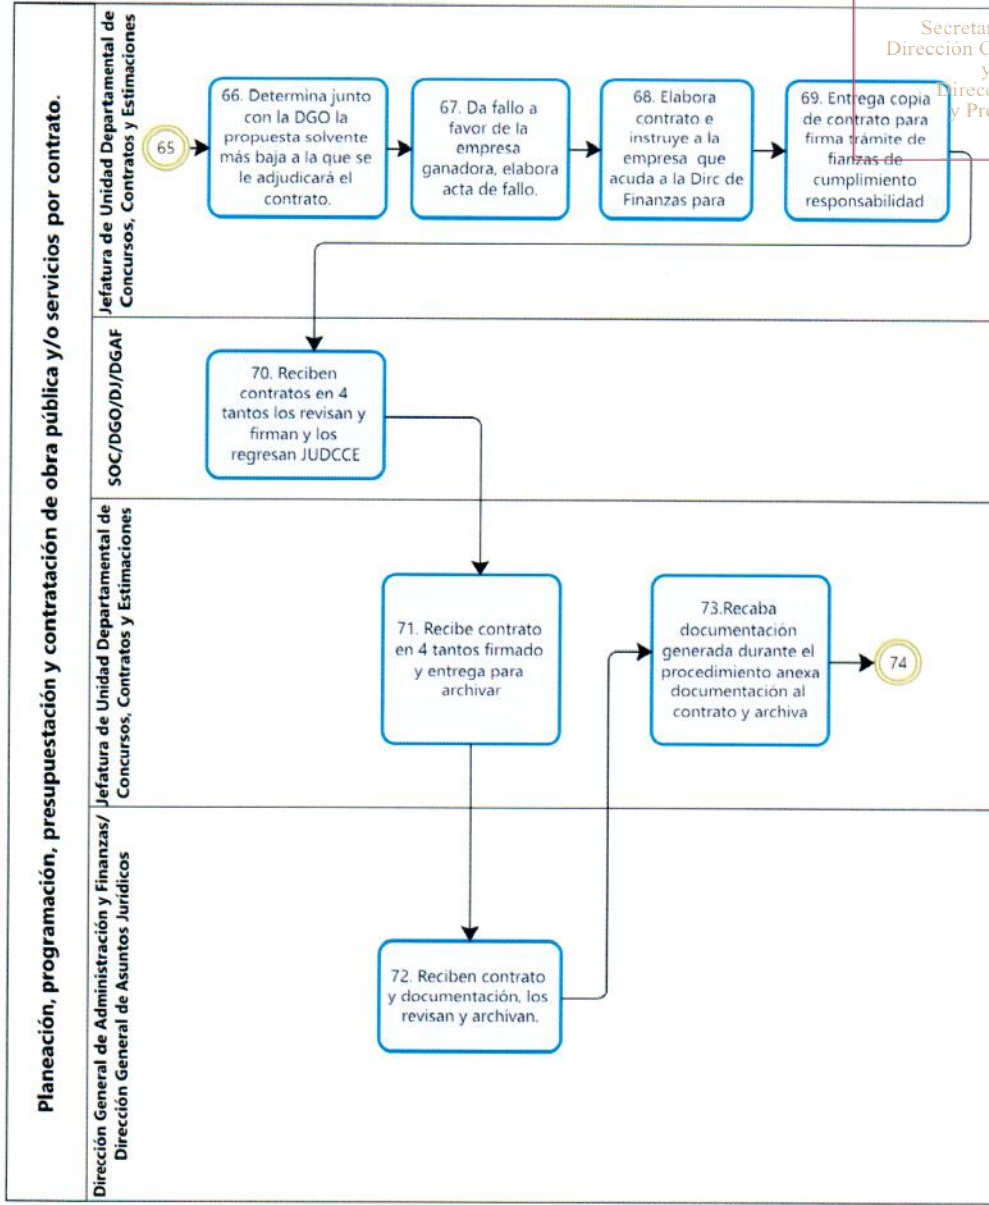 Planeación, programación, presupuestación y contratación de obra pública y/o servicios por contrato.
Jefatura de Unidad Departamental de
Concursos, Contratos y Estimaciones
65
66. Determina junto
con la DGO la
propuesta solvente
más baja a la que se
le adjudicará el
contrato.
67. Da fallo a
favor de la
empresa
ganadora, elabora
acta de fallo.
68. Elabora
contrato e
instruye a la
empresa que
acuda a la Dirc de
Finanzas para
69. Entrega copia
de contrato para
firma trámite de
fianzas de
cumplimiento
responsabilidad
SOC/DGO/DJ/DGAF
70. Reciben
contratos en 4
tantos los revisan y
firman y los
regresan JUDCCE
Jefatura de Unidad Departamental de
Concursos, Contratos y Estimaciones
71. Recibe contrato
en 4 tantos firmado
y entrega para
archivar
73.Recaba
documentación
generada durante el
procedimiento anexa
documentación al
contrato y archiva
74
Dirección General de Administración y Finanzas/
Dirección General de Asuntos Jurídicos
72. Reciben contrato
y documentación, los
revisan y archivan.
Dirección
y
y